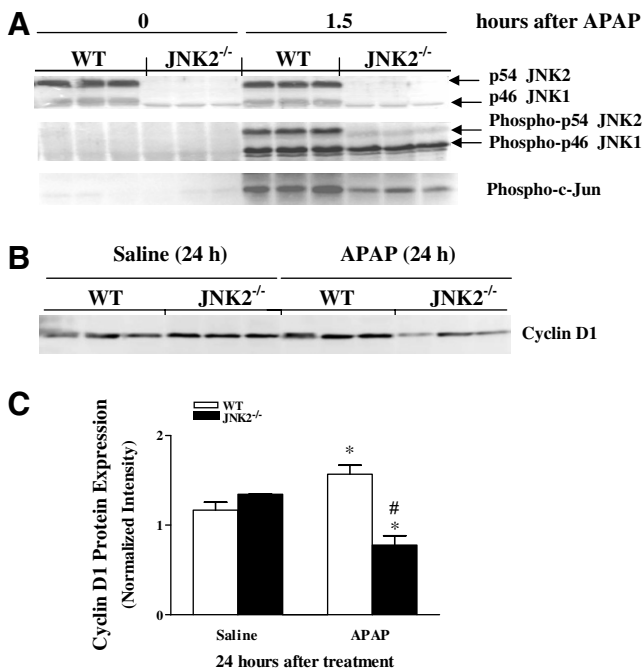 A
0 1.5 hours after APAP
WT JNK2-/- WT JNK2-/-
p54 JNK2
p46 JNK1
Phospho-p54 JNK2
Phospho-p46 JNK1
Phospho-c-Jun
B
Saline (24 h) APAP (24 h)
WT JNK2-/- WT JNK2-/-
Cyclin D1
C
WT
JNK2-/-
Cyclin D1 Protein Expression
(Normalized Intensity)
2
1
0
*
#
*
Saline APAP
24 hours after treatment